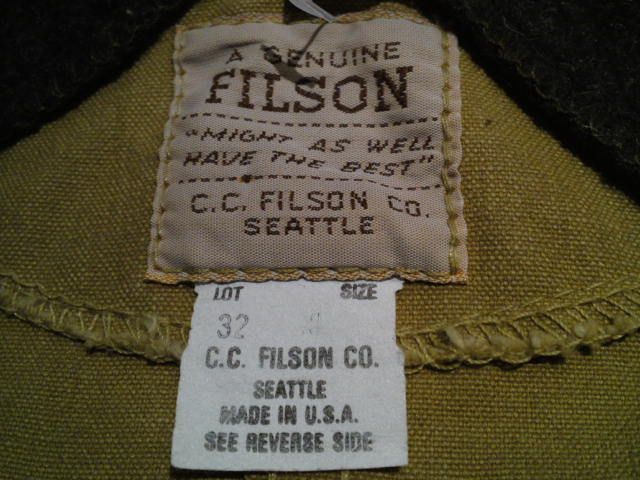 A GENUINE
FILSON
"MIGHT AS WELL
HAVE THE BEST"
C.C. FILSON CO.
SEATTLE
LOT SIZE
32
C.C. FILSON CO.
SEATTLE
MADE IN U.S.A.
SEE REVERSE SIDE